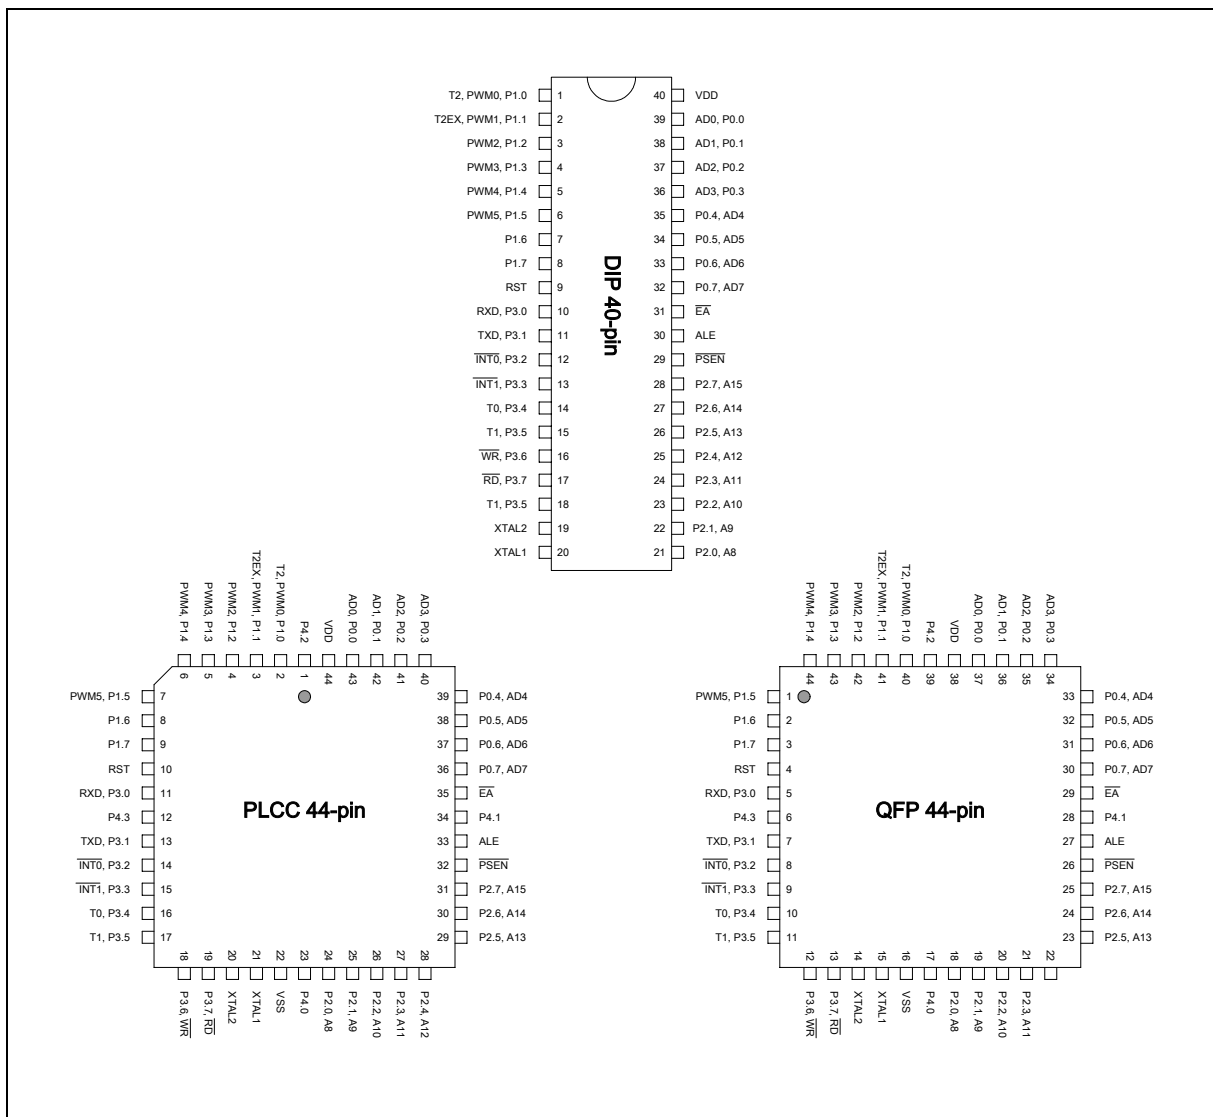 T2, PWM0, P1.0 1 40 VDD
T2EX, PWM1, P1.1 2 39 AD0, P0.0
PWM2, P1.2 3 38 AD1, P0.1
PWM3, P1.3 4 37 AD2, P0.2
PWM4, P1.4 5 36 AD3, P0.3
PWM5, P1.5 6 35 P0.4, AD4
P1.6 7 34 P0.5, AD5
P1.7 8 33 P0.6, AD6
RST 9 32 P0.7, AD7
RXD, P3.0 10 31 EA
TXD, P3.1 11 30 ALE
INT0, P3.2 12 29 PSEN
INT1, P3.3 13 28 P2.7, A15
T0, P3.4 14 27 P2.6, A14
T1, P3.5 15 26 P2.5, A13
WR, P3.6 16 25 P2.4, A12
RD, P3.7 17 24 P2.3, A11
T1, P3.5 18 23 P2.2, A10
XTAL2 19 22 P2.1, A9
XTAL1 20 21 P2.0, A8
DIP 40-pin
PWM4, P1.4
PWM3, P1.3
PWM2, P1.2
T2EX, PWM1, P1.1
T2, PWM0, P1.0
P4.2
VDD
AD0, P0.0
AD1, P0.1
AD2, P0.2
AD3, P0.3
6 5 4 3 2 1 44 43 42 41 40
PWM5, P1.5 7 39 P0.4, AD4
P1.6 8 38 P0.5, AD5
P1.7 9 37 P0.6, AD6
RST 10 36 P0.7, AD7
RXD, P3.0 11 35 EA
P4.3 12 34 P4.1
TXD, P3.1 13 33 ALE
INT0, P3.2 14 32 PSEN
INT1, P3.3 15 31 P2.7, A15
T0, P3.4 16 30 P2.6, A14
T1, P3.5 17 29 P2.5, A13
PLCC 44-pin
18 19 20 21 22 23 24 25 26 27 28
P3.6, WR
P3.7, RD
XTAL2
XTAL1
VSS
P4.0
P2.0, A8
P2.1, A9
P2.2, A10
P2.3, A11
P2.4, A12
PWM4, P1.4
PWM3, P1.3
PWM2, P1.2
T2EX, PWM1, P1.1
T2, PWM0, P1.0
P4.2
VDD
AD0, P0.0
AD1, P0.1
AD2, P0.2
AD3, P0.3
44 43 42 41 40 39 38 37 36 35 34
PWM5, P1.5 1 33 P0.4, AD4
P1.6 2 32 P0.5, AD5
P1.7 3 31 P0.6, AD6
RST 4 30 P0.7, AD7
RXD, P3.0 5 29 EA
P4.3 6 28 P4.1
TXD, P3.1 7 27 ALE
INT0, P3.2 8 26 PSEN
INT1, P3.3 9 25 P2.7, A15
T0, P3.4 10 24 P2.6, A14
T1, P3.5 11 23 P2.5, A13
QFP 44-pin
12 13 14 15 16 17 18 19 20 21 22
P3.6, WR
P3.7, RD
XTAL2
XTAL1
VSS
P4.0
P2.0, A8
P2.1, A9
P2.2, A10
P2.3, A11